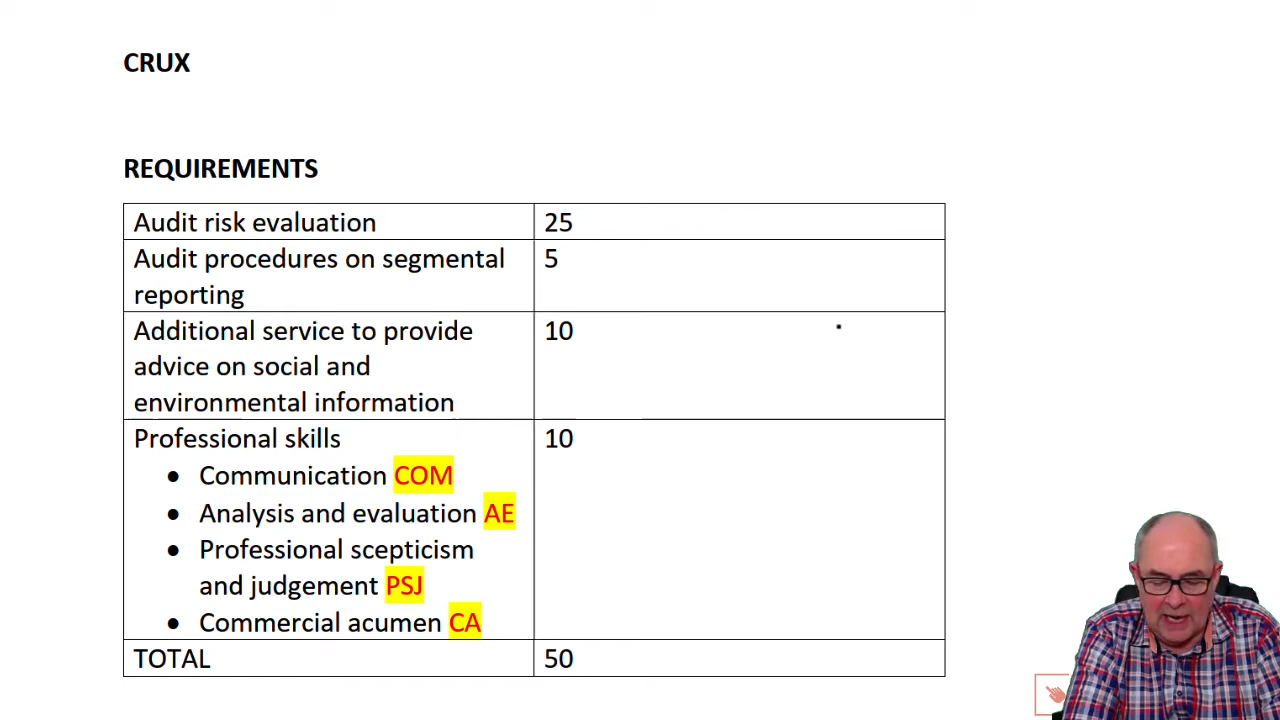 CRUX
REQUIREMENTS
Audit risk evaluation 25
Audit procedures on segmental 5
reporting
Additional service to provide 10
advice on social and
environmental information
Professional skills 10
• Communication COM
• Analysis and evaluation AE
• Professional scepticism
and judgement PSJ
• Commercial acumen CA
TOTAL 50